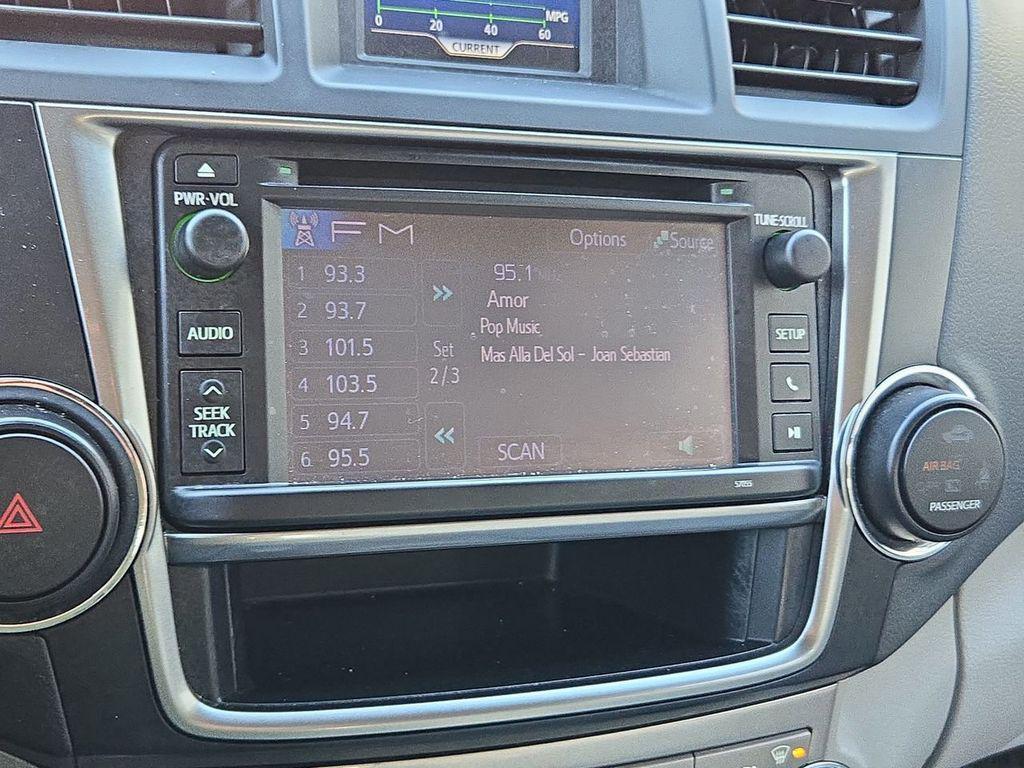 0 20 40 60 MPG
CURRENT
PWR·VOL
TUNE·SCROLL
FM
Options
Source
1 93.3
2 93.7
3 101.5
4 103.5
5 94.7
6 95.5
Set
2/3
95.1
Amor
Pop Music
Mas Alla Del Sol - Joan Sebastian
SCAN
AUDIO
SEEK
TRACK
SETUP
57055
AIR BAG
PASSENGER